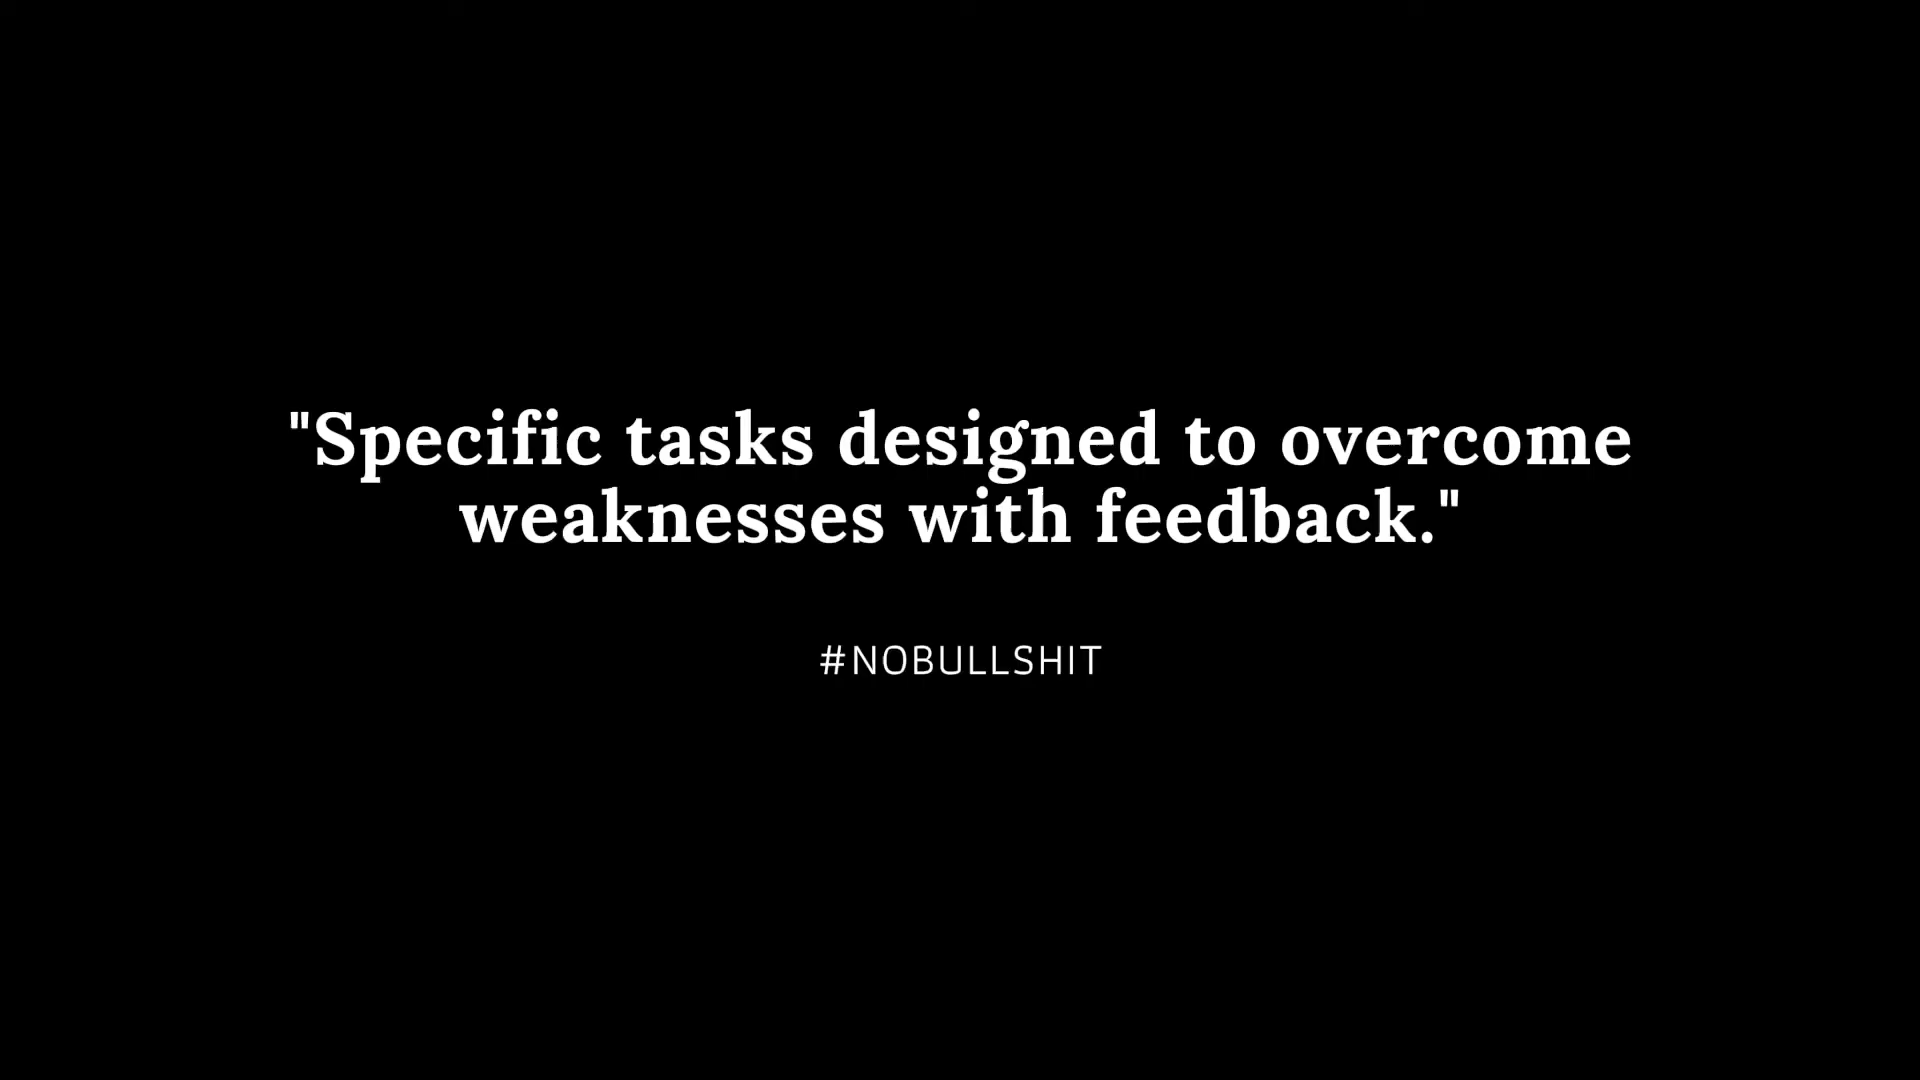 "Specific tasks designed to overcome
weaknesses with feedback."
#NOBULLSHIT